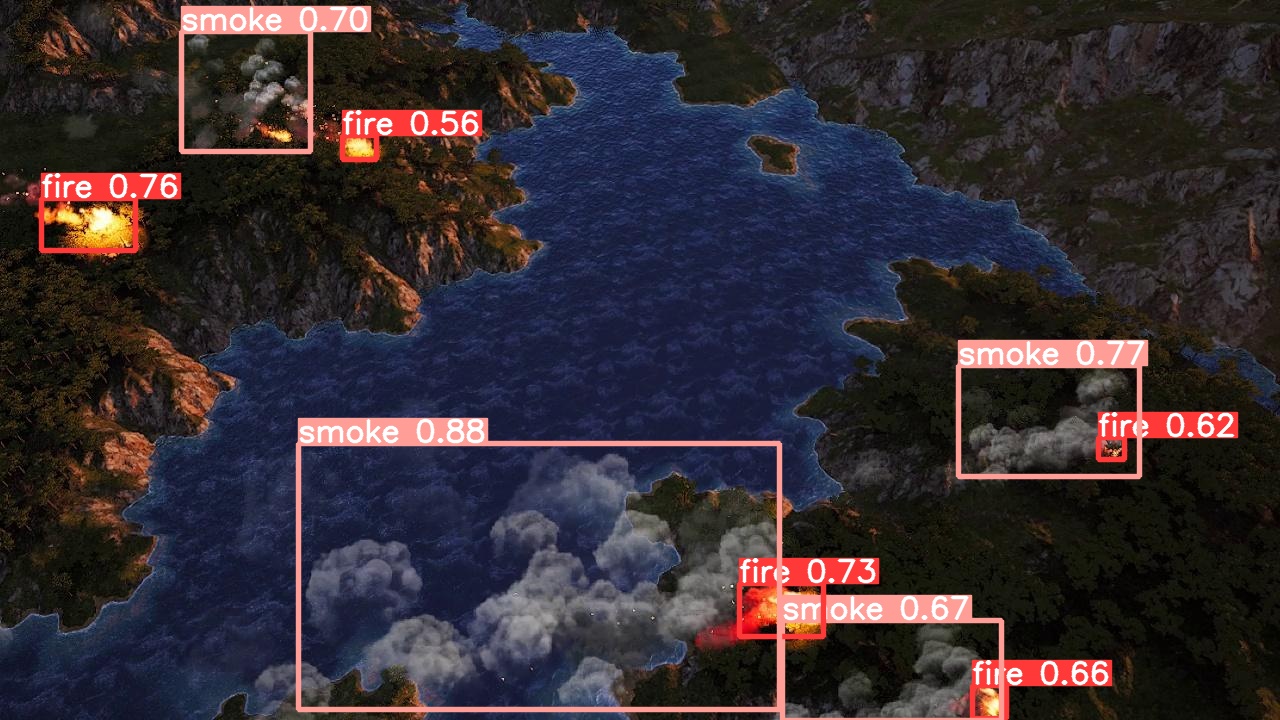 smoke 0.70
fire 0.56
fire 0.76
smoke 0.77
fire 0.62
smoke 0.88
fire 0.73
smoke 0.67
fire 0.66